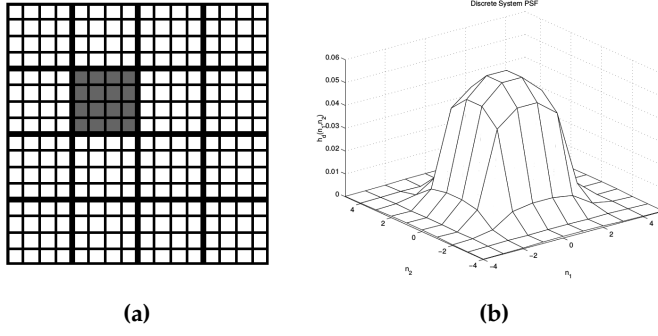 Discrete System PSF
0.06
0.05
0.04
0.03
0.02
0.01
0
h_d(n_1,n_2)
4
2
0
−2
−4
n_2
−4
−2
0
2
4
n_1
(a)
(b)